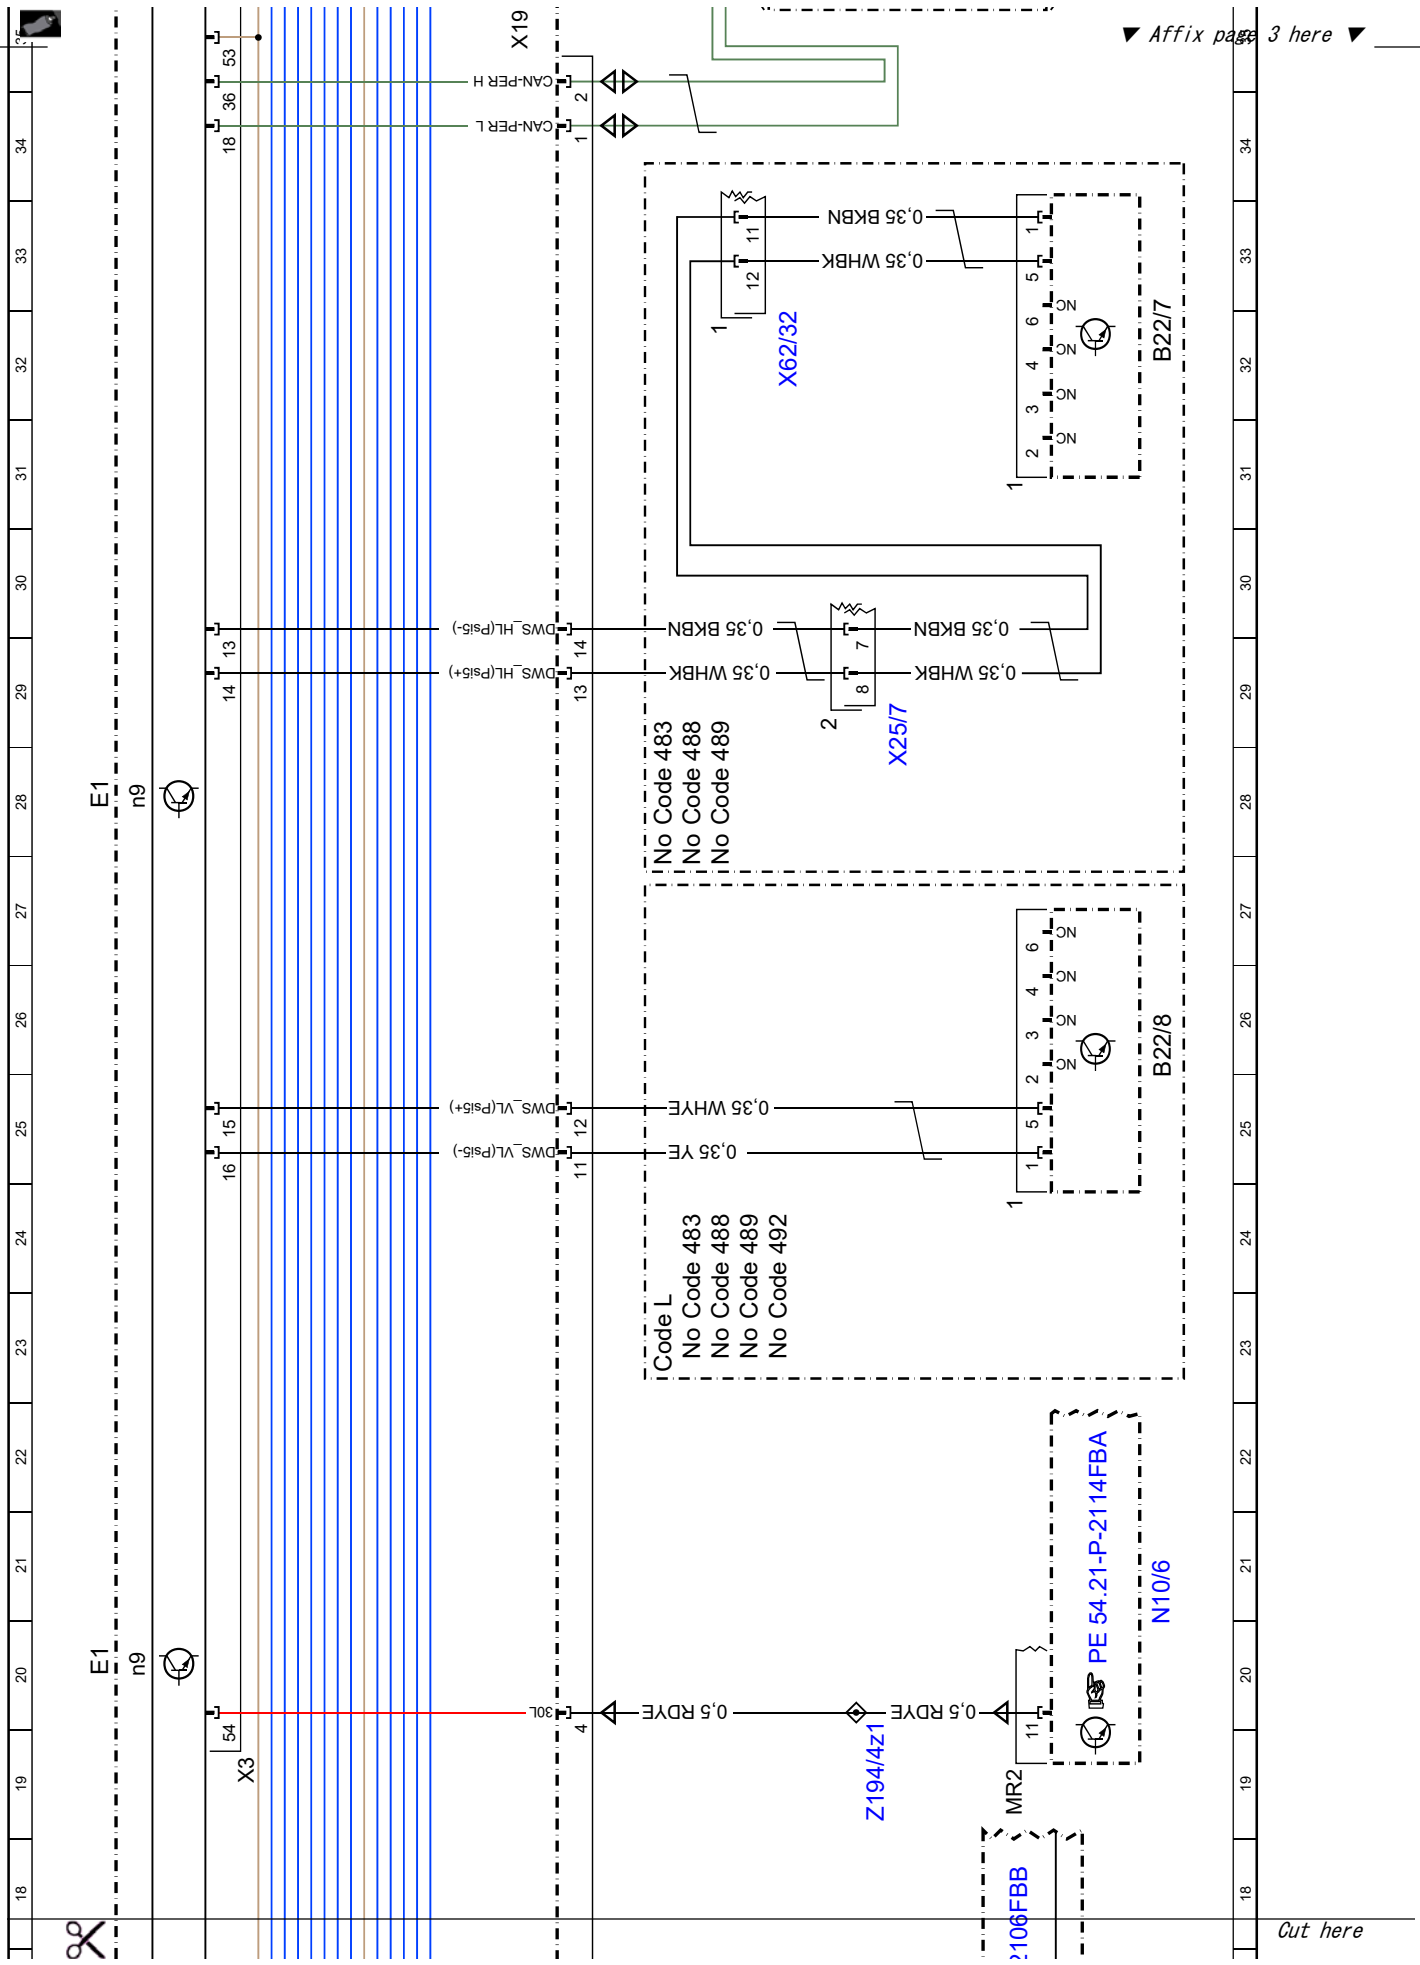 ▼ Affix page 3 here ▼
35
34
33
32
31
30
29
28
27
26
25
24
23
22
21
20
19
18
53
36
18
X19
CAN-PER H
2
CAN-PER L
1
11
12
1
X62/32
0,35 BKBN
0,35 WHBK
1
5
6 NC
4 NC
3 NC
2 NC
1
B22/7
13
14
DWS_HL(Psi5-)
14
DWS_HL(Psi5+)
13
0,35 BKBN
0,35 WHBK
7
8
2
X25/7
0,35 BKBN
0,35 WHBK
No Code 483
No Code 488
No Code 489
E1
n9
6 NC
4 NC
3 NC
2 NC
5
1
1
B22/8
15
16
DWS_VL(Psi5+)
12
DWS_VL(Psi5-)
11
0,35 WHYE
0,35 YE
Code L
No Code 483
No Code 488
No Code 489
No Code 492
PE 54.21-P-2114FBA
N10/6
E1
n9
54
X3
30L
4
0,5 RDYE
Z194/4z1
0,5 RDYE
11
MR2
2106FBB
34
33
32
31
30
29
28
27
26
25
24
23
22
21
20
19
18
Cut here